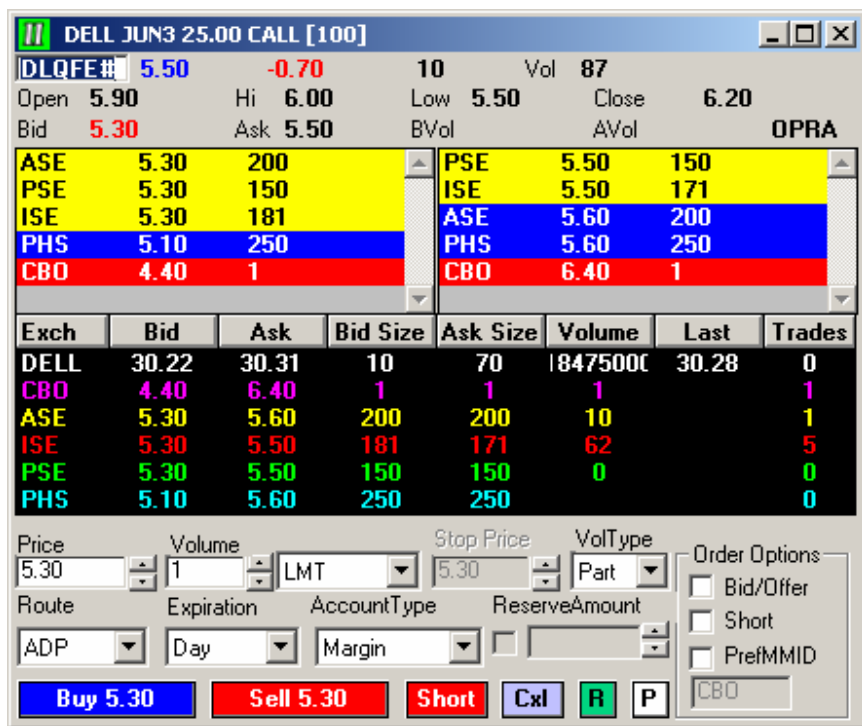 DELL JUN3 25.00 CALL [100]
DLQFE# 5.50 -0.70 10 Vol 87
Open 5.90 Hi 6.00 Low 5.50 Close 6.20
Bid 5.30 Ask 5.50 BVol AVol OPRA
ASE 5.30 200 PSE 5.50 150
PSE 5.30 150 ISE 5.50 171
ISE 5.30 181 ASE 5.60 200
PHS 5.10 250 PHS 5.60 250
CBO 4.40 1 CBO 6.40 1
Exch Bid Ask Bid Size Ask Size Volume Last Trades
DELL 30.22 30.31 10 70 30.28 0
CBO 4.40 6.40 1 1 1 1
ASE 5.30 5.60 200 200 10 1
ISE 5.30 5.50 181 171 62 5
PSE 5.30 5.50 150 150 0 0
PHS 5.10 5.60 250 250 0
Price Volume Stop Price VolType Order Options
5.30 1 LMT 5.30 Part Bid/Offer
Route Expiration AccountType ReserveAmount Short
ADP Day Margin PrefMMID
CBO
Buy 5.30 Sell 5.30 Short Cxl R P